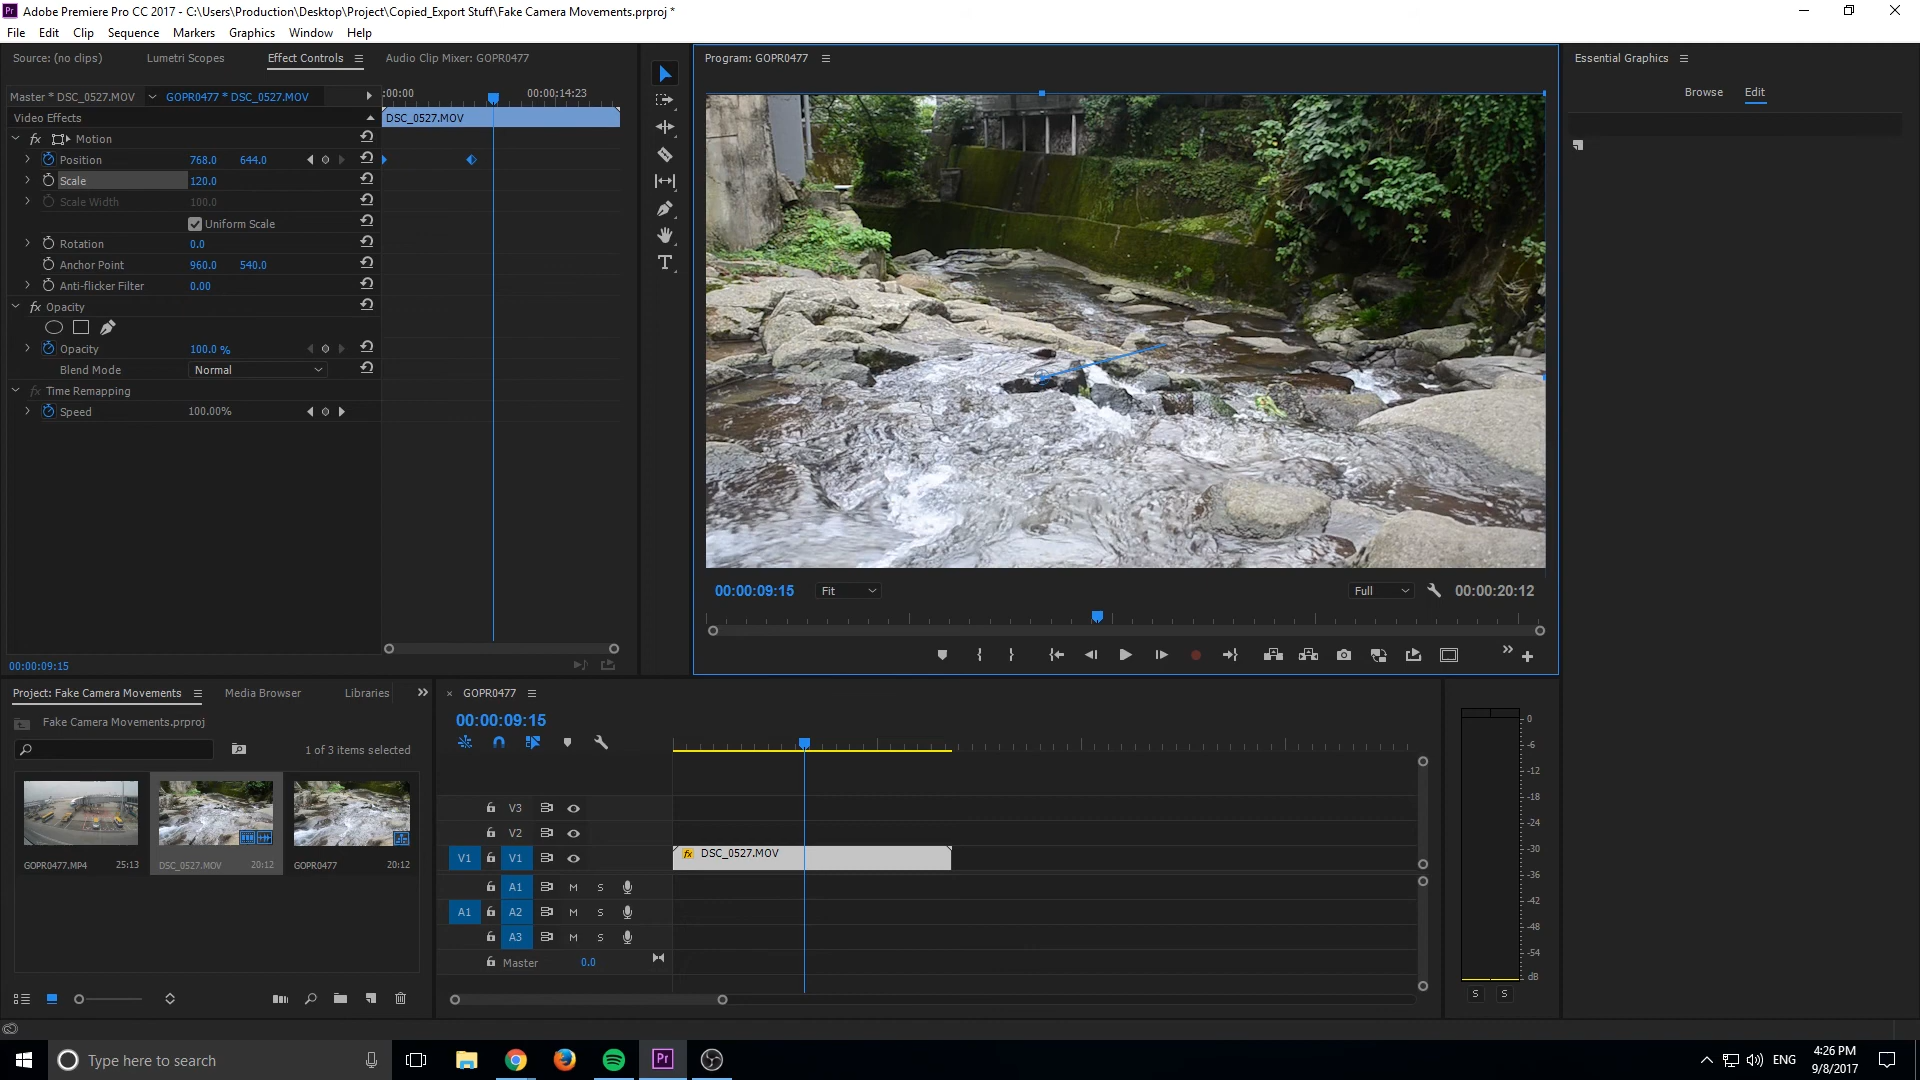 Pr Adobe Premiere Pro CC 2017 - C:\Users\Production\Desktop\Project\Copied_Export Stuff\Fake Camera Movements.prproj *
File Edit Clip Sequence Markers Graphics Window Help
Source: (no clips) Lumetri Scopes Effect Controls Audio Clip Mixer: GOPR0477
Master * DSC_0527.MOV GOPR0477 * DSC_0527.MOV
:00:00 00:00:14:23
Video Effects
DSC_0527.MOV
fx Motion
Position 768.0 644.0
Scale 120.0
Scale Width 100.0
Uniform Scale
Rotation 0.0
Anchor Point 960.0 540.0
Anti-flicker Filter 0.00
fx Opacity
Opacity 100.0 %
Blend Mode Normal
fx Time Remapping
Speed 100.00%
00:00:09:15
T
Program: GOPR0477
00:00:09:15 Fit Full 00:00:20:12
Essential Graphics
Browse Edit
Project: Fake Camera Movements Media Browser Libraries
Fake Camera Movements.prproj
1 of 3 items selected
GOPR0477.MP4 25:13
DSC_0527.MOV 20:12
GOPR0477 20:12
× GOPR0477
00:00:09:15
V3
V2
V1 V1
fx DSC_0527.MOV
A1 M S
A1 A2 M S
A3 M S
Master 0.0
0
-6
-12
-18
-24
-30
-36
-42
-48
-54
dB
S S
Type here to search
Pr
ENG
4:26 PM
9/8/2017